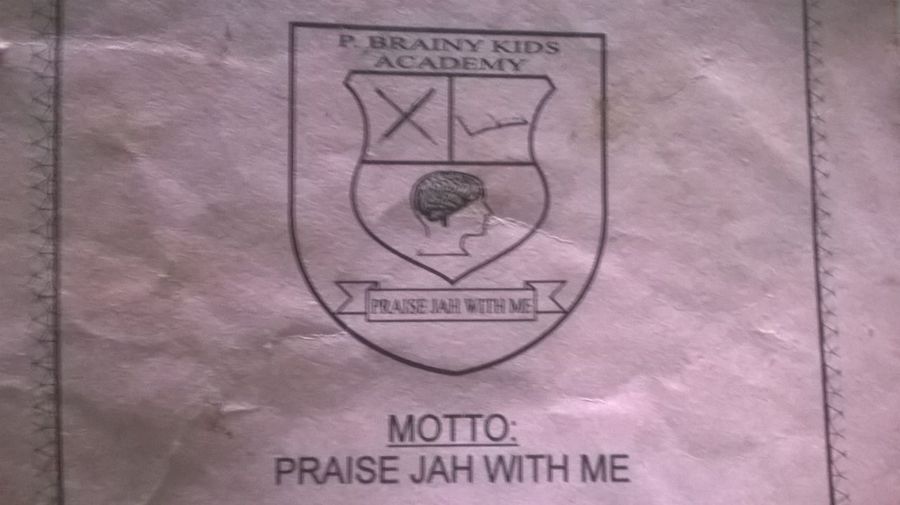 P. BRAINY KIDS
ACADEMY
PRAISE JAH WITH ME
MOTTO:
PRAISE JAH WITH ME